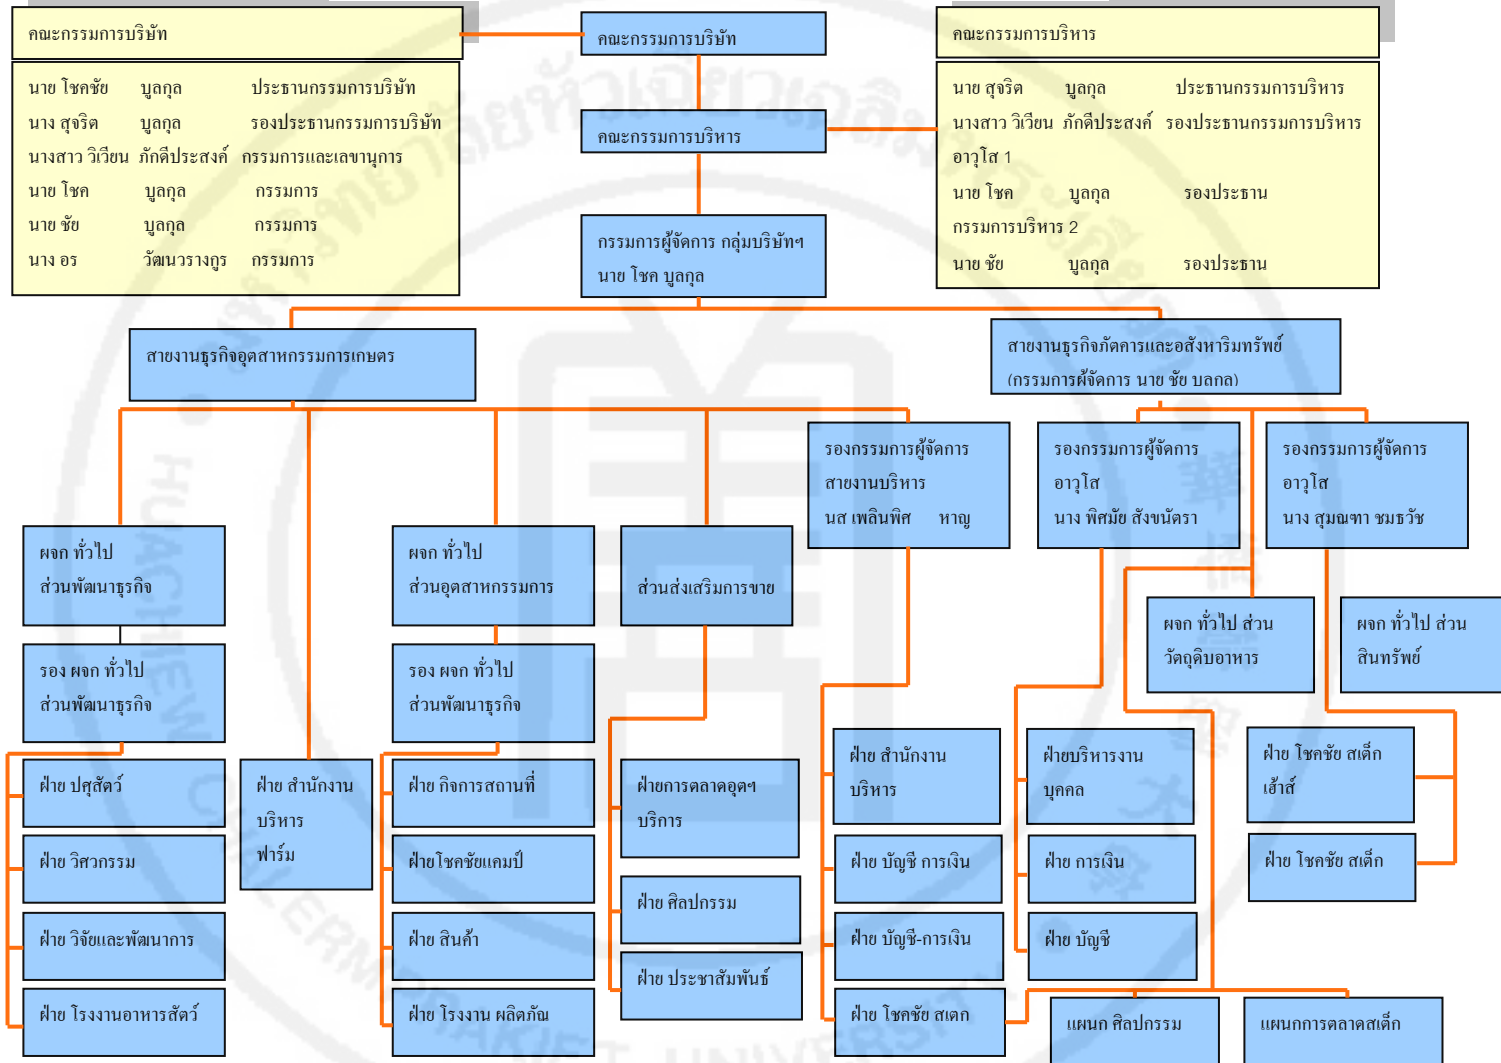 คณะกรรมการบริษัท
นาย โชคชัย บูลกุล ประธานกรรมการบริษัท
นาง สุจริต บูลกุล รองประธานกรรมการบริษัท
นางสาว วิเวียน ภักดีประสงค์ กรรมการและเลขานุการ
นาย โชค บูลกุล กรรมการ
นาย ชัย บูลกุล กรรมการ
นาง อร วัฒนวรางกูร กรรมการ
คณะกรรมการบริษัท
คณะกรรมการบริหาร
กรรมการผู้จัดการ กลุ่มบริษัทฯ
นาย โชค บูลกุล
คณะกรรมการบริหาร
นาย สุจริต บูลกุล ประธานกรรมการบริหาร
นางสาว วิเวียน ภักดีประสงค์ รองประธานกรรมการบริหาร
อาวุโส 1
นาย โชค บูลกุล รองประธาน
กรรมการบริหาร 2
นาย ชัย บูลกุล รองประธาน
สายงานธุรกิจอุตสาหกรรมการเกษตร
สายงานธุรกิจภัตคารและอสังหาริมทรัพย์
(กรรมการผู้จัดการ นาย ชัย บูลกุล)
รองกรรมการผู้จัดการ
สายงานบริหาร
นส เพลินพิศ หาญ
รองกรรมการผู้จัดการ
อาวุโส
นาง พิศมัย สังขนัตรา
รองกรรมการผู้จัดการ
อาวุโส
นาง สุมณฑา ชมธวัช
ผจก ทั่วไป
ส่วนพัฒนาธุรกิจ
ผจก ทั่วไป
ส่วนอุตสาหกรรมการ
ส่วนส่งเสริมการขาย
ผจก ทั่วไป ส่วน
วัตถุดิบอาหาร
ผจก ทั่วไป ส่วน
สินทรัพย์
รอง ผจก ทั่วไป
ส่วนพัฒนาธุรกิจ
รอง ผจก ทั่วไป
ส่วนพัฒนาธุรกิจ
ฝ่าย ปศุสัตว์
ฝ่าย วิศวกรรม
ฝ่าย วิจัยและพัฒนาการ
ฝ่าย โรงงานอาหารสัตว์
ฝ่าย สำนักงาน
บริหาร
ฟาร์ม
ฝ่าย กิจการสถานที่
ฝ่ายโชคชัยแคมป์
ฝ่าย สินค้า
ฝ่าย โรงงาน ผลิตภัณ
ฝ่ายการตลาดอุตฯ
บริการ
ฝ่าย ศิลปกรรม
ฝ่าย ประชาสัมพันธ์
ฝ่าย สำนักงาน
บริหาร
ฝ่าย บัญชี การเงิน
ฝ่าย บัญชี-การเงิน
ฝ่าย โชคชัย สเตก
ฝ่ายบริหารงาน
บุคคล
ฝ่าย การเงิน
ฝ่าย บัญชี
ฝ่าย โชคชัย สเต็ก
เฮ้าส์
ฝ่าย โชคชัย สเต็ก
แผนก ศิลปกรรม
แผนกการตลาดสเต็ก
มหาวิทยาลัยหัวเฉียวเฉลิมพระเกียรติ
HUACHIEW CHALERMPRAKIET UNIVERSITY